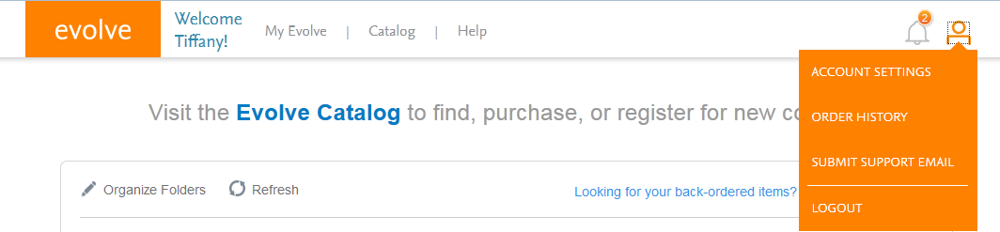 evolve
Welcome
Tiffany!
My Evolve | Catalog | Help
2
ACCOUNT SETTINGS
ORDER HISTORY
SUBMIT SUPPORT EMAIL
LOGOUT
Visit the Evolve Catalog to find, purchase, or register for new
Organize Folders
Refresh
Looking for your back-ordered items?